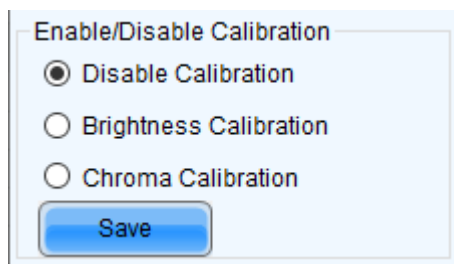 Enable/Disable Calibration
Disable Calibration
Brightness Calibration
Chroma Calibration
Save